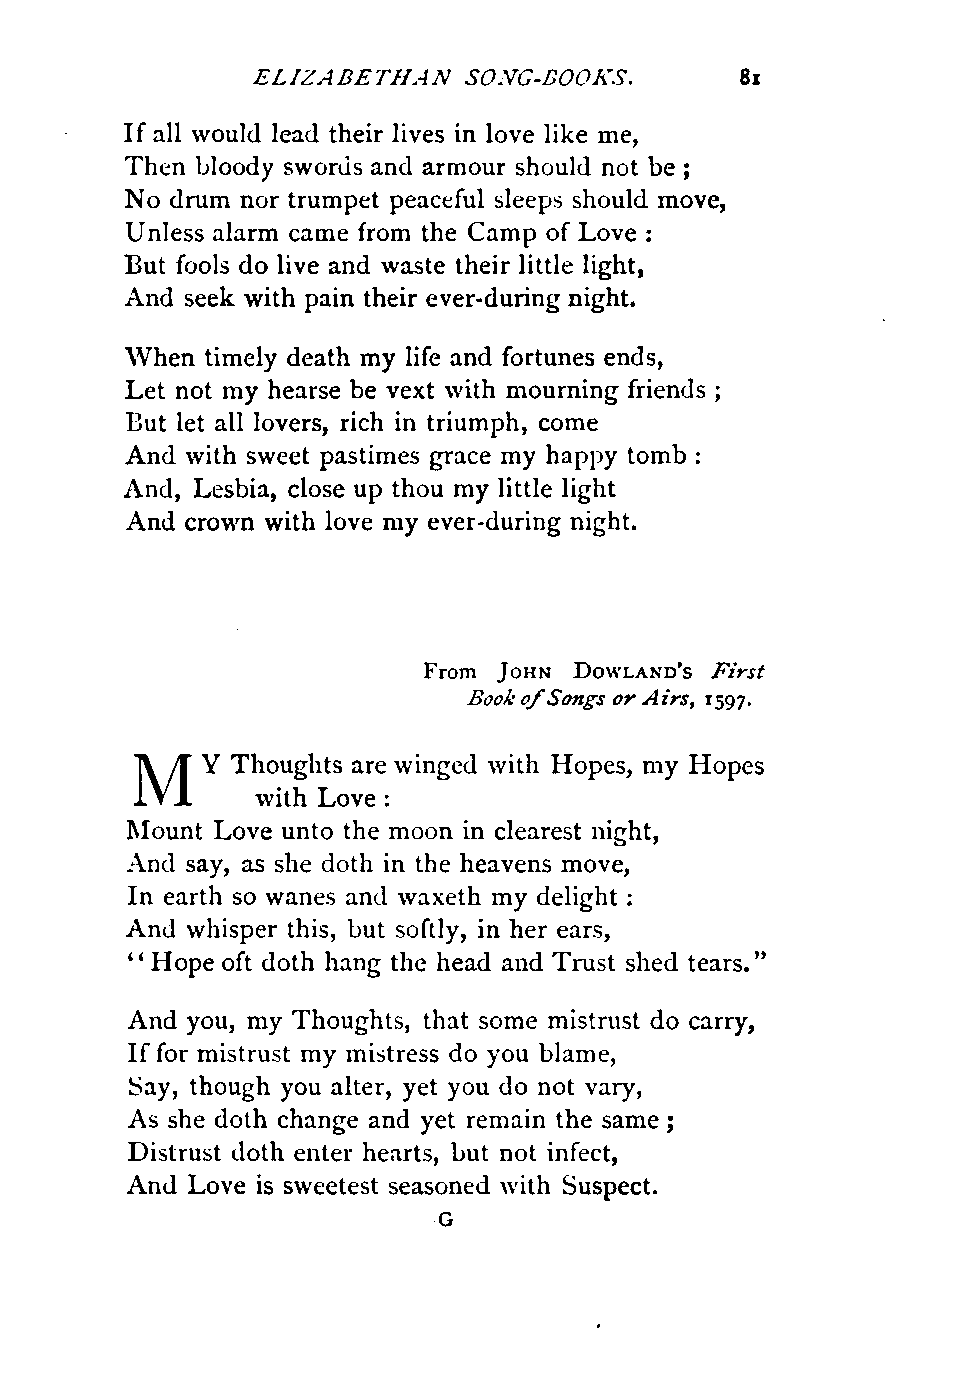 ELIZABETHAN SONG-BOOKS. 81
If all would lead their lives in love like me,
Then bloody swords and armour should not be ;
No drum nor trumpet peaceful sleeps should move,
Unless alarm came from the Camp of Love :
But fools do live and waste their little light,
And seek with pain their ever-during night.
When timely death my life and fortunes ends,
Let not my hearse be vext with mourning friends ;
But let all lovers, rich in triumph, come
And with sweet pastimes grace my happy tomb :
And, Lesbia, close up thou my little light
And crown with love my ever-during night.
From JOHN DOWLAND'S First
Book of Songs or Airs, 1597.
MY Thoughts are winged with Hopes, my Hopes
with Love :
Mount Love unto the moon in clearest night,
And say, as she doth in the heavens move,
In earth so wanes and waxeth my delight :
And whisper this, but softly, in her ears,
"Hope oft doth hang the head and Trust shed tears."
And you, my Thoughts, that some mistrust do carry,
If for mistrust my mistress do you blame,
Say, though you alter, yet you do not vary,
As she doth change and yet remain the same ;
Distrust doth enter hearts, but not infect,
And Love is sweetest seasoned with Suspect.
G